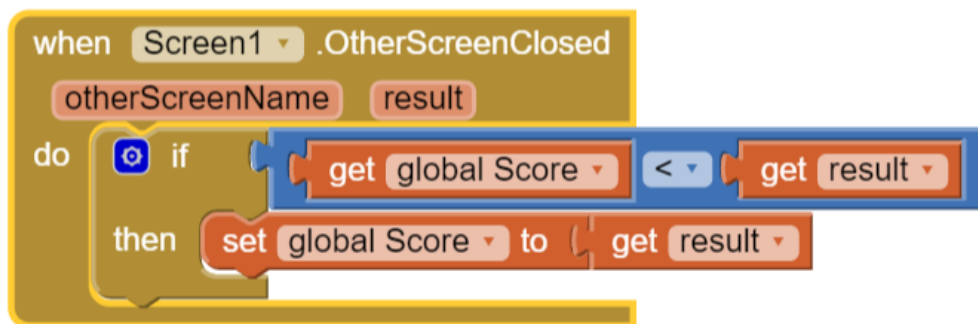 when Screen1 .OtherScreenClosed
otherScreenName result
do if get global Score < get result
then set global Score to get result